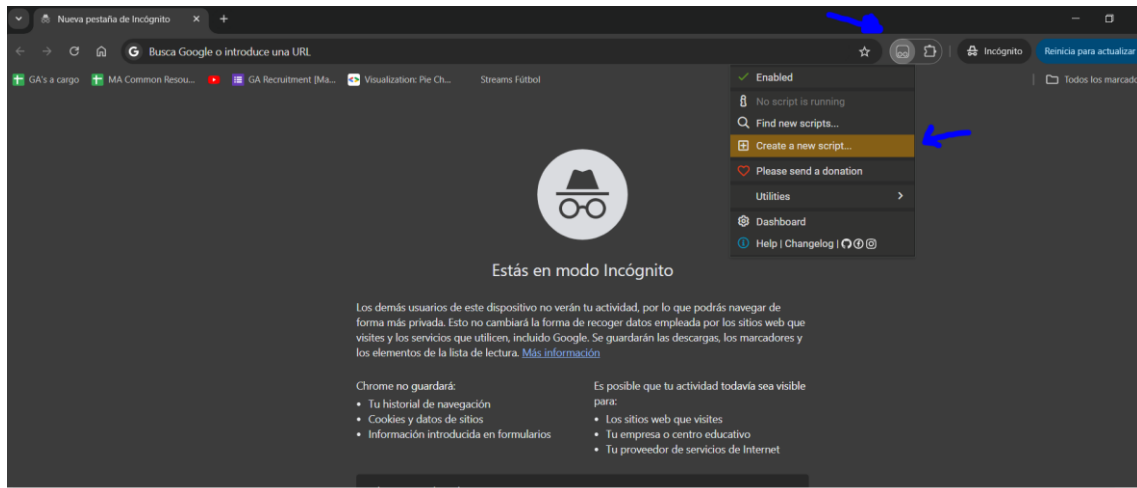 Nueva pestaña de Incógnito
Busca Google o introduce una URL
Incógnito
Reinicia para actualizar
GA's a cargo
MA Common Resou...
GA Recruitment [Ma...
Visualization: Pie Ch...
Streams Fútbol
Todos los
Enabled
No script is running
Find new scripts...
Create a new script...
Please send a donation
Utilities
Dashboard
Help | Changelog |
Estás en modo Incógnito
Los demás usuarios de este dispositivo no verán tu actividad, por lo que podrás navegar de
forma más privada. Esto no cambiará la forma de recoger datos empleada por los sitios web que
visites y los servicios que utilicen, incluido Google. Se guardarán las descargas, los marcadores y
los elementos de la lista de lectura. Más información
Chrome no guardará:
• Tu historial de navegación
• Cookies y datos de sitios
• Información introducida en formularios
Es posible que tu actividad todavía sea visible
para:
• Los sitios web que visites
• Tu empresa o centro educativo
• Tu proveedor de servicios de Internet